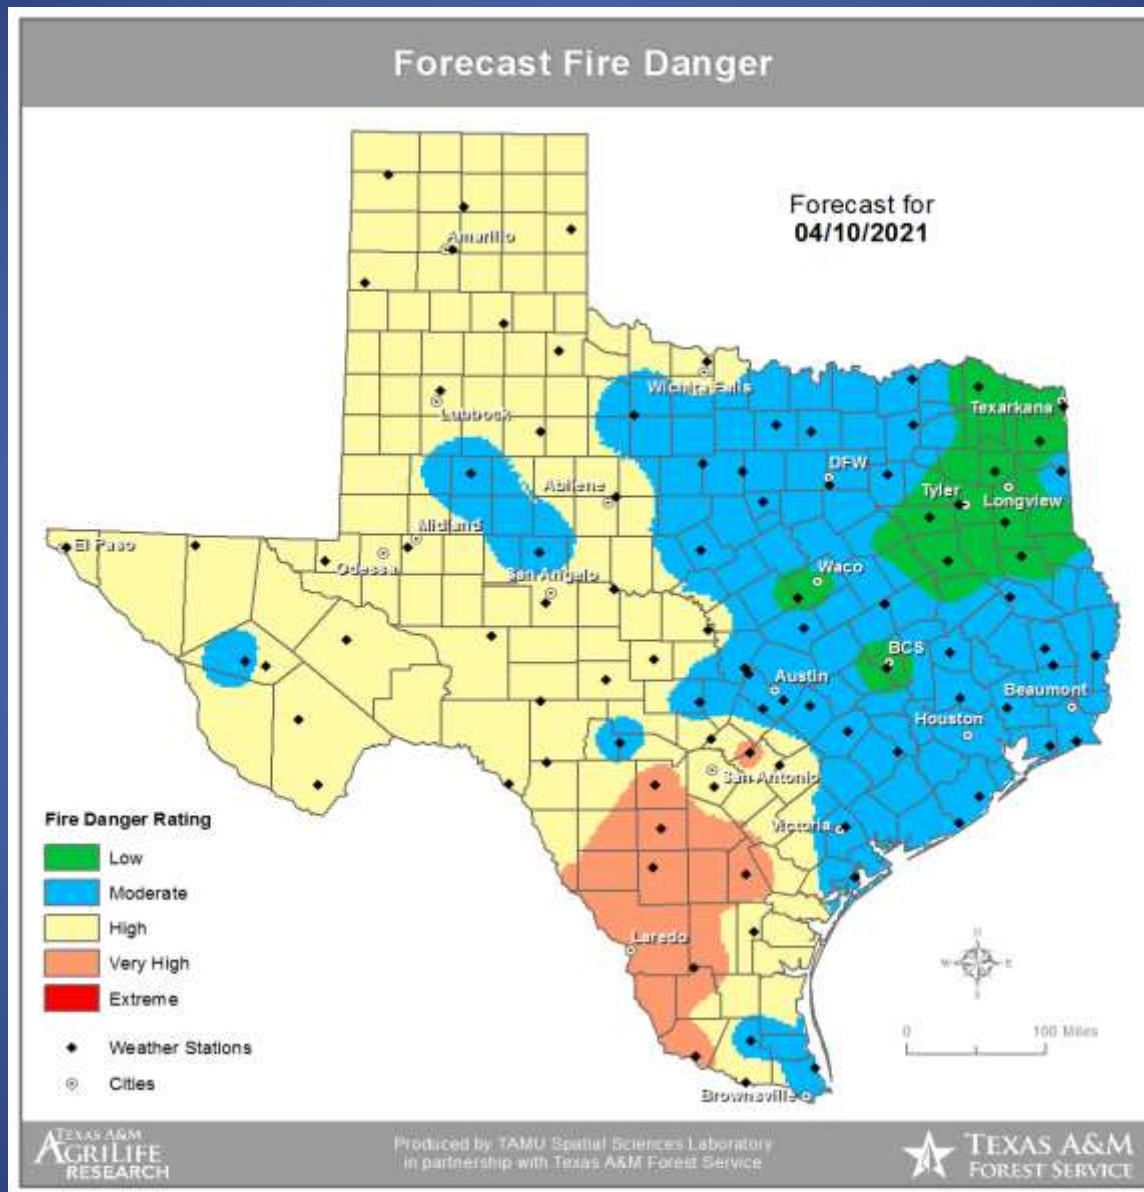 Forecast Fire Danger
Forecast for
04/10/2021
Amarillo
Wichita Falls
Lubbock
Texarkana
DFW
Abilene
Tyler
Longview
Midland
El Paso
Odessa
San Angelo
Waco
BCS
Austin
Beaumont
Houston
San Antonio
Victoria
Laredo
Brownsville
Fire Danger Rating
Low
Moderate
High
Very High
Extreme
Weather Stations
Cities
N
W
E
S
0
100 Miles
TEXAS A&M
AGRILIFE
RESEARCH
Produced by TAMU Spatial Sciences Laboratory
in partnership with Texas A&M Forest Service
TEXAS A&M
FOREST SERVICE